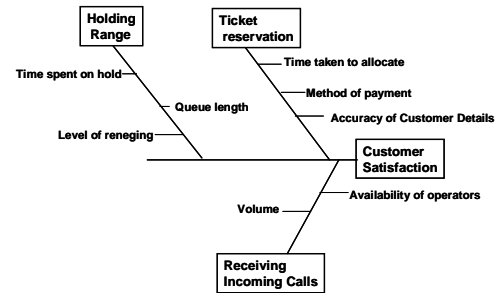 Holding
Range
Ticket
reservation
Time spent on hold
Time taken to allocate
Queue length
Method of payment
Level of reneging
Accuracy of Customer Details
Customer
Satisfaction
Availability of operators
Volume
Receiving
Incoming Calls